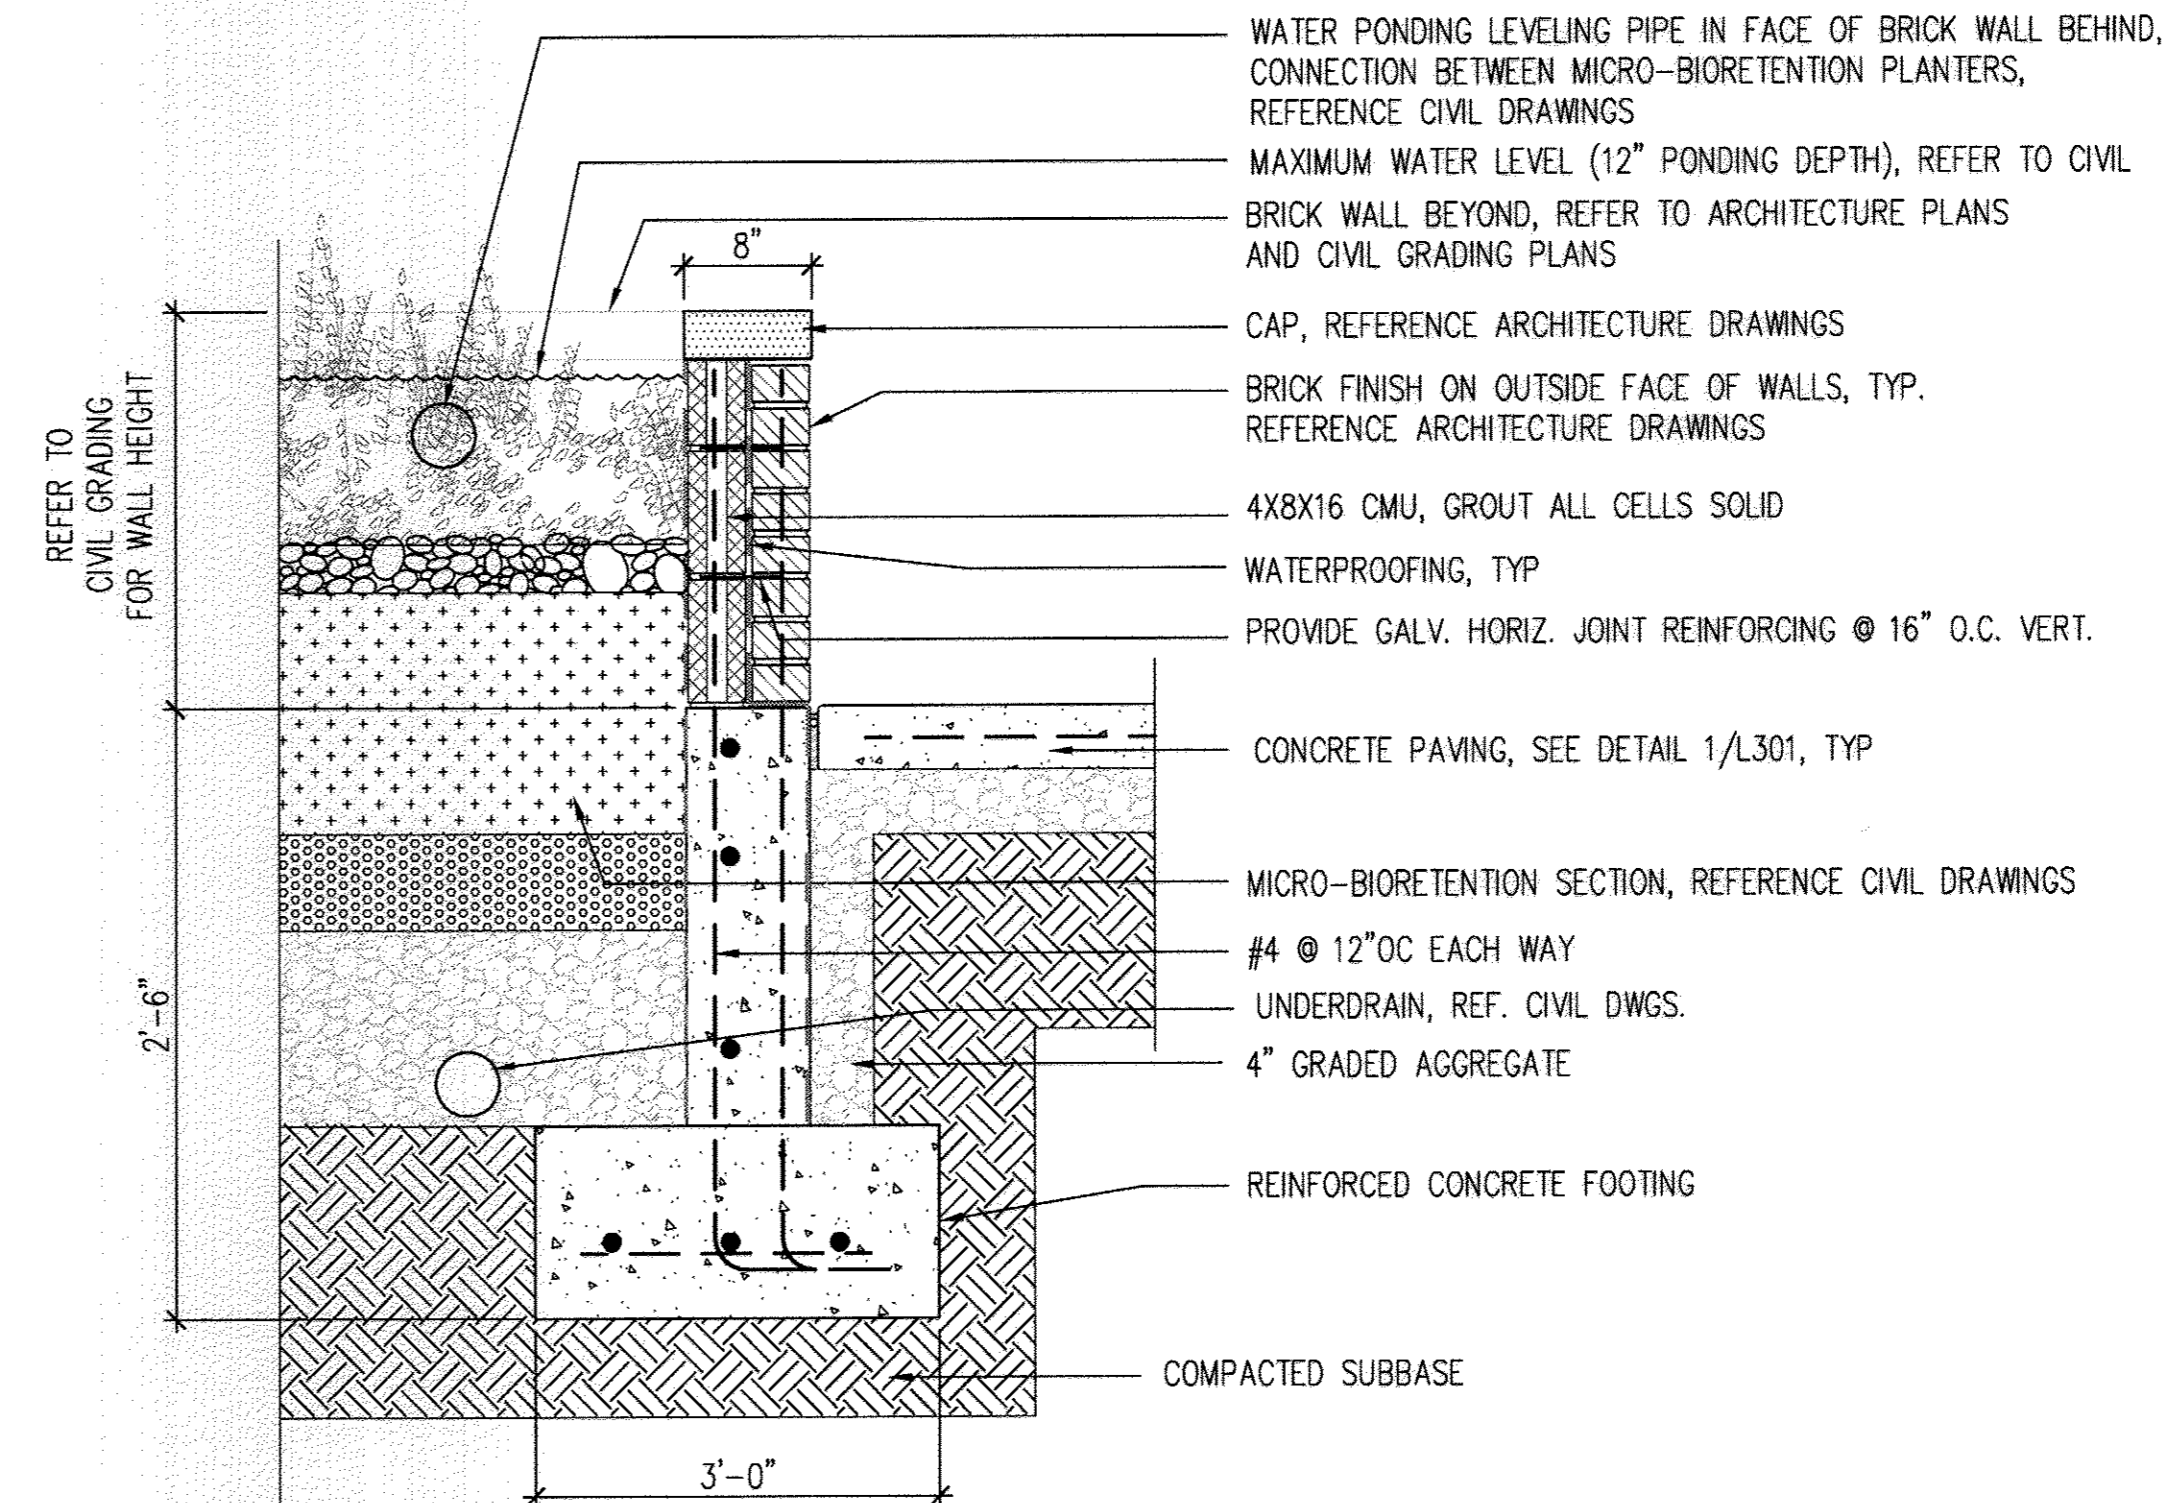 WATER PONDING LEVELING PIPE IN FACE OF BRICK WALL BEHIND,
CONNECTION BETWEEN MICRO-BIORETENTION PLANTERS,
REFERENCE CIVIL DRAWINGS
MAXIMUM WATER LEVEL (12" PONDING DEPTH), REFER TO CIVIL
BRICK WALL BEYOND, REFER TO ARCHITECTURE PLANS
AND CIVIL GRADING PLANS
8"
CAP, REFERENCE ARCHITECTURE DRAWINGS
BRICK FINISH ON OUTSIDE FACE OF WALLS, TYP.
REFERENCE ARCHITECTURE DRAWINGS
REFER TO
CIVIL GRADING
FOR WALL HEIGHT
4X8X16 CMU, GROUT ALL CELLS SOLID
WATERPROOFING, TYP
PROVIDE GALV. HORIZ. JOINT REINFORCING @ 16" O.C. VERT.
CONCRETE PAVING, SEE DETAIL 1/L301, TYP
MICRO-BIORETENTION SECTION, REFERENCE CIVIL DRAWINGS
#4 @ 12"OC EACH WAY
UNDERDRAIN, REF. CIVIL DWGS.
2'-6"
4" GRADED AGGREGATE
REINFORCED CONCRETE FOOTING
COMPACTED SUBBASE
3'-0"